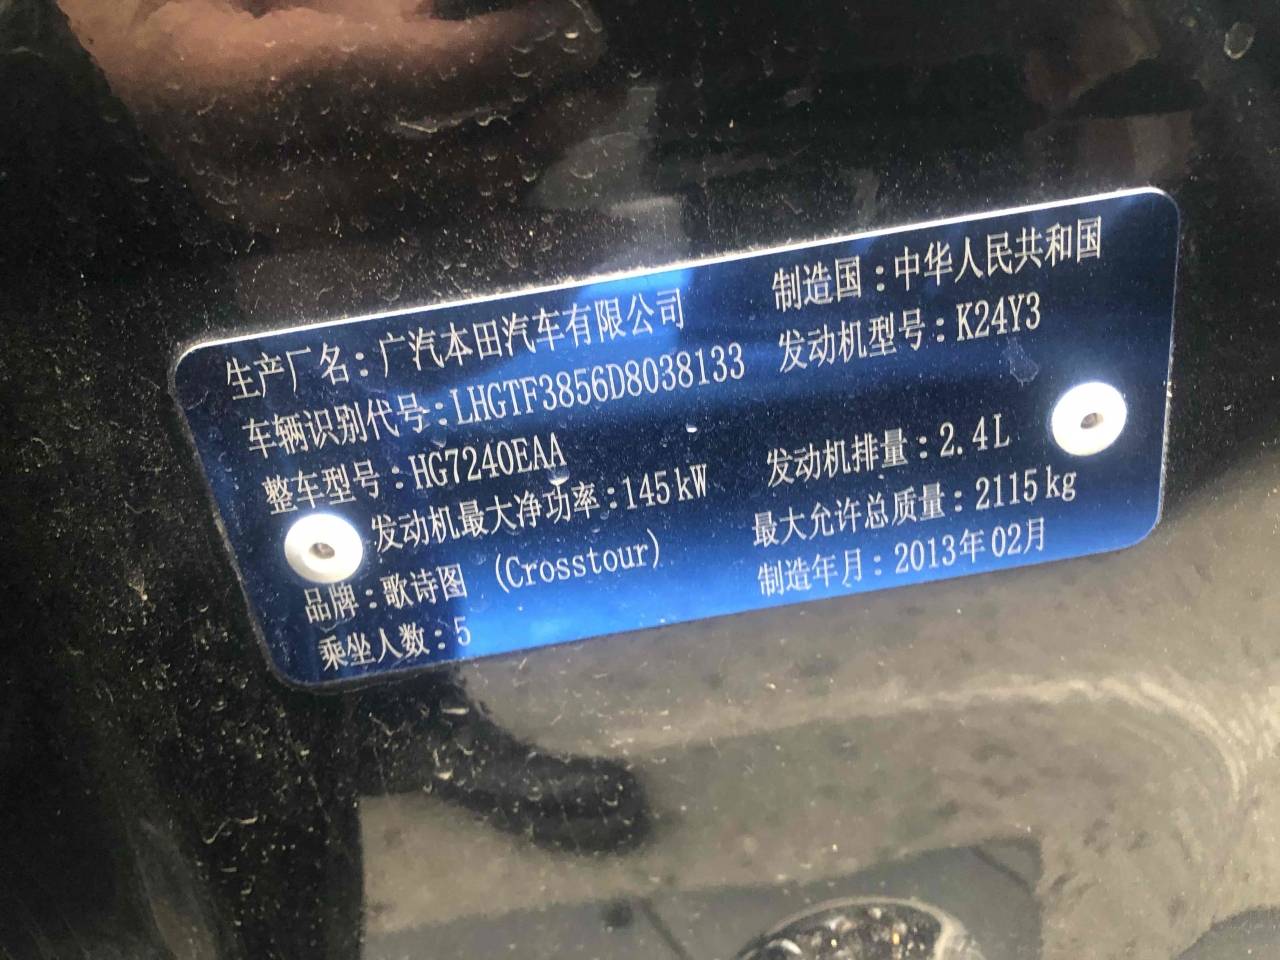 生产厂名：广汽本田汽车有限公司 制造国：中华人民共和国
车辆识别代号：LHGTF3856D8038133 发动机型号：K24Y3
整车型号：HG7240EAA 发动机排量：2.4L
发动机最大净功率：145kW 最大允许总质量：2115kg
品牌：歌诗图 (Crosstour) 制造年月：2013年02月
乘坐人数：5